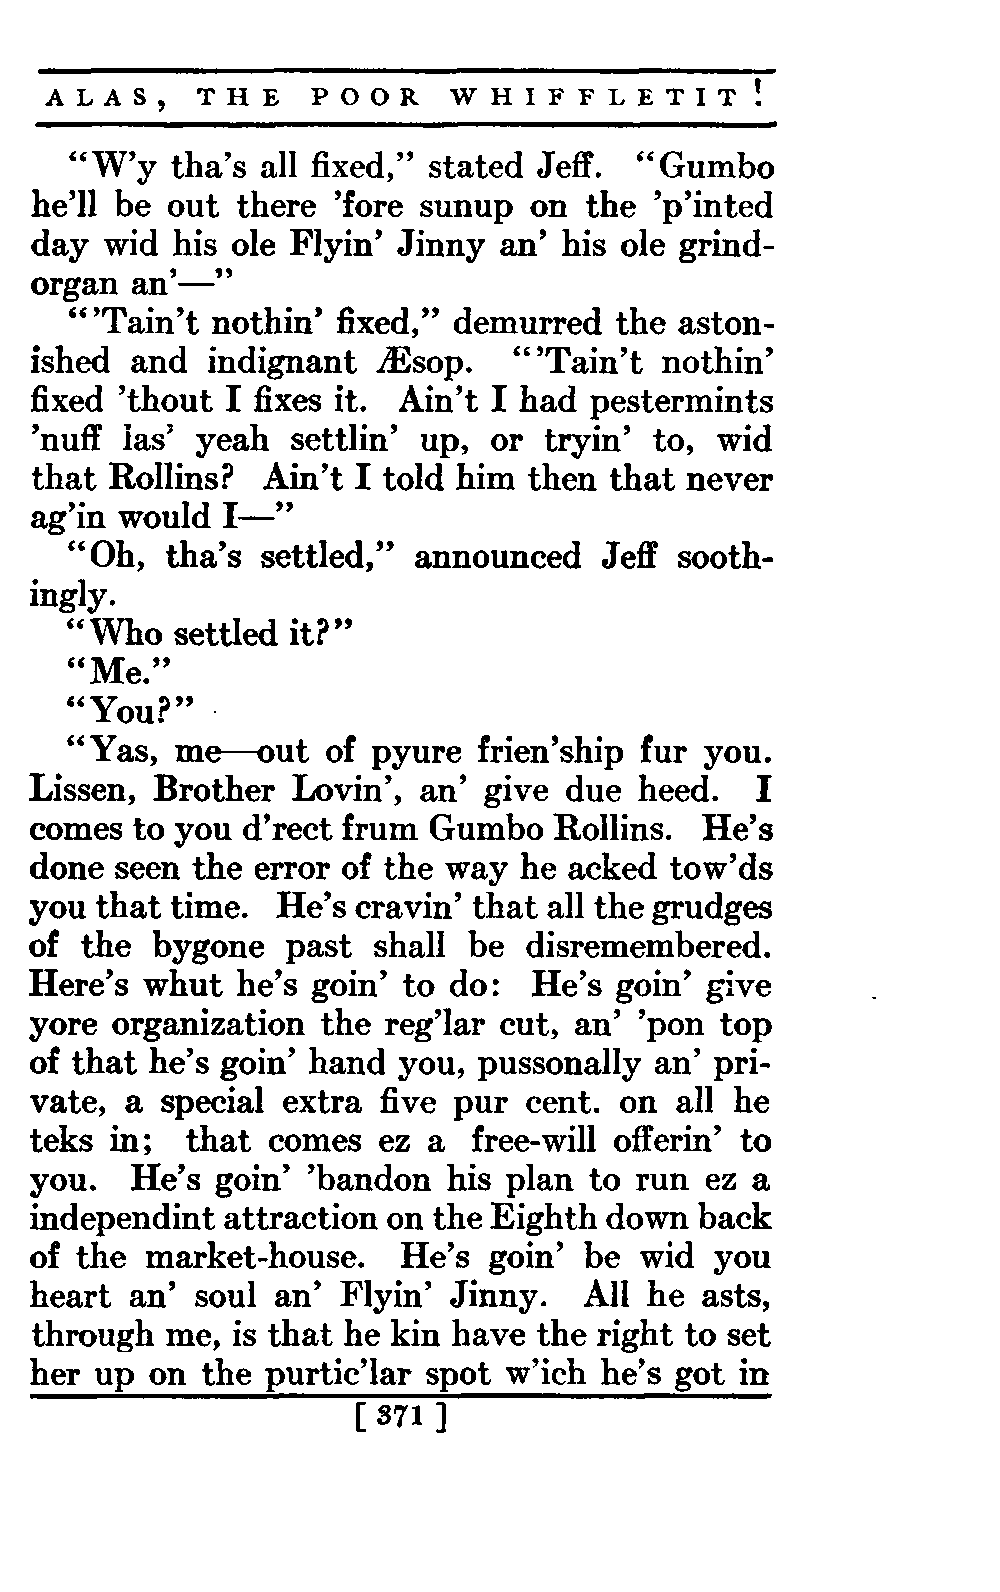 ALAS, THE POOR WHIFFLETIT!
“W’y tha’s all fixed,” stated Jeff. “Gumbo
he’ll be out there ’fore sunup on the ’p’inted
day wid his ole Flyin’ Jinny an’ his ole grind-
organ an’—”
“’Tain’t nothin’ fixed,” demurred the aston-
ished and indignant Æsop. “’Tain’t nothin’
fixed ’thout I fixes it. Ain’t I had pestermints
’nuff las’ yeah settlin’ up, or tryin’ to, wid
that Rollins? Ain’t I told him then that never
ag’in would I—”
“Oh, tha’s settled,” announced Jeff sooth-
ingly.
“Who settled it?”
“Me.”
“You?”
“Yas, me—out of pyure frien’ship fur you.
Lissen, Brother Lovin’, an’ give due heed. I
comes to you d’rect frum Gumbo Rollins. He’s
done seen the error of the way he acked tow’ds
you that time. He’s cravin’ that all the grudges
of the bygone past shall be disremembered.
Here’s whut he’s goin’ to do: He’s goin’ give
yore organization the reg’lar cut, an’ ’pon top
of that he’s goin’ hand you, pussonally an’ pri-
vate, a special extra five pur cent. on all he
teks in; that comes ez a free-will offerin’ to
you. He’s goin’ ’bandon his plan to run ez a
independint attraction on the Eighth down back
of the market-house. He’s goin’ be wid you
heart an’ soul an’ Flyin’ Jinny. All he asts,
through me, is that he kin have the right to set
her up on the purtic’lar spot w’ich he’s got in
[ 371 ]